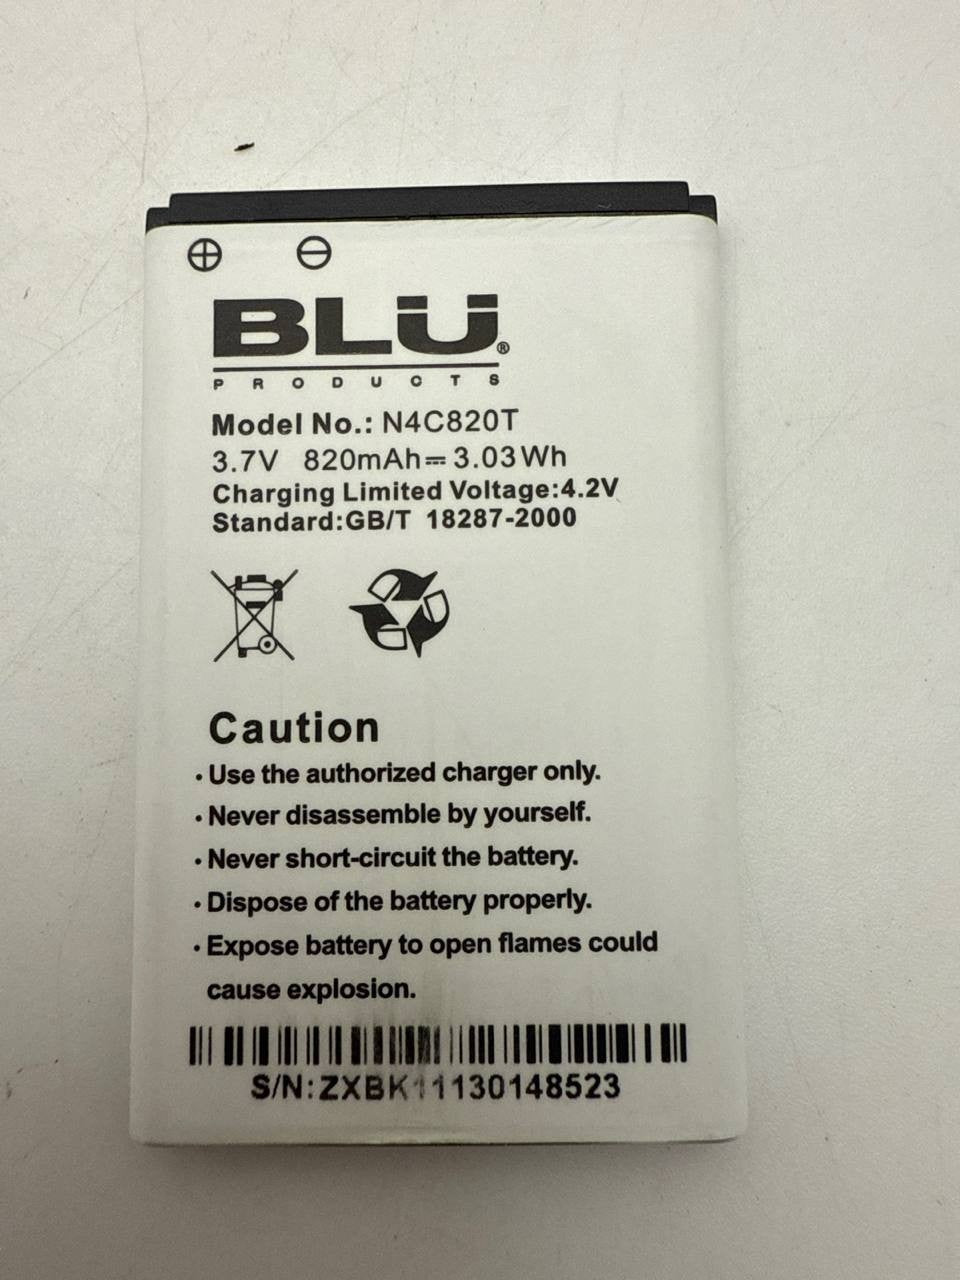 ⊕ ⊖
BLU®
PRODUCTS
Model No.: N4C820T
3.7V 820mAh⎓3.03Wh
Charging Limited Voltage:4.2V
Standard:GB/T 18287-2000
Caution
• Use the authorized charger only.
• Never disassemble by yourself.
• Never short-circuit the battery.
• Dispose of the battery properly.
• Expose battery to open flames could
cause explosion.
S/N:ZXBK11130148523